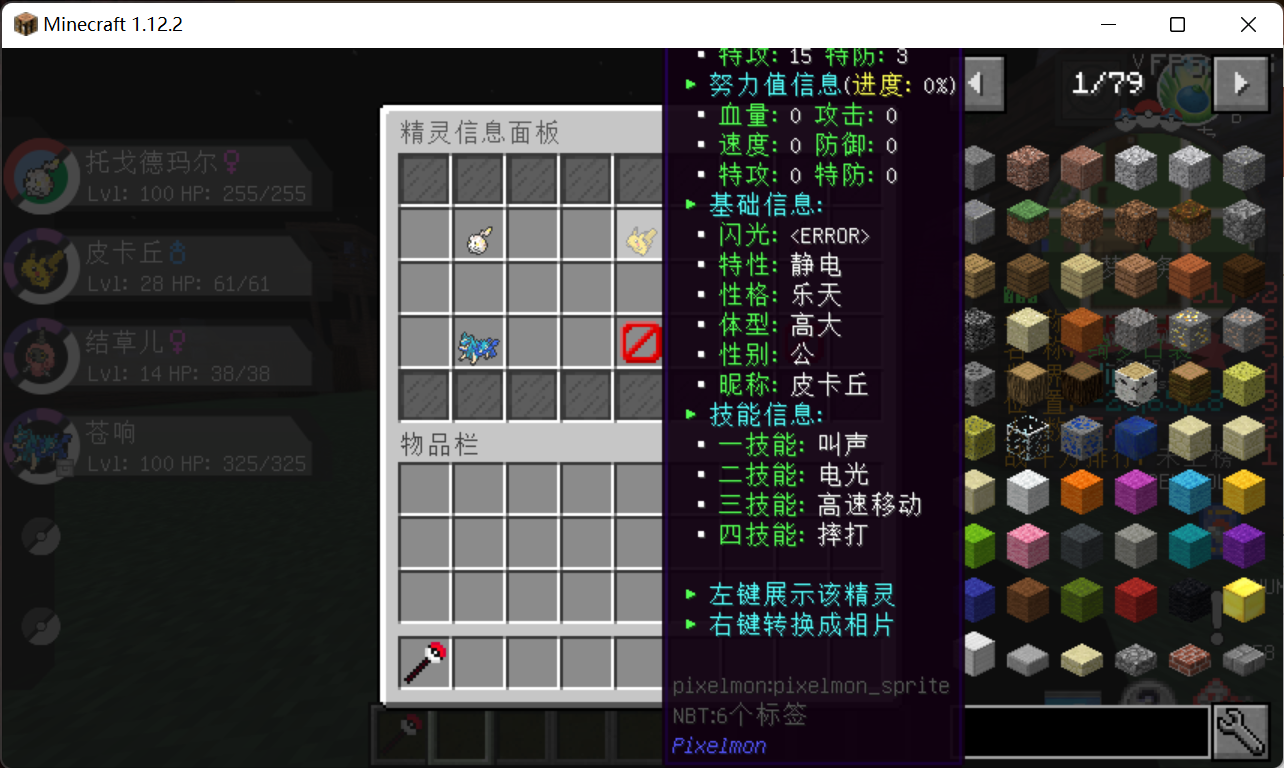 Minecraft 1.12.2
托戈德玛尔♀
Lvl: 100 HP: 255/255
皮卡丘♂
Lvl: 28 HP: 61/61
结草儿♀
Lvl: 14 HP: 38/38
苍响
Lvl: 100 HP: 325/325
精灵信息面板
物品栏
▪ 特攻: 15 特防: 3
▸ 努力值信息(进度: 0%)
▪ 血量: 0 攻击: 0
▪ 速度: 0 防御: 0
▪ 特攻: 0 特防: 0
▸ 基础信息:
▪ 闪光: <ERROR>
▪ 特性: 静电
▪ 性格: 乐天
▪ 体型: 高大
▪ 性别: 公
▪ 昵称: 皮卡丘
▸ 技能信息:
▪ 一技能: 叫声
▪ 二技能: 电光
▪ 三技能: 高速移动
▪ 四技能: 摔打
▸ 左键展示该精灵
▸ 右键转换成相片
pixelmon:pixelmon_sprite
NBT:6个标签
Pixelmon
1/79